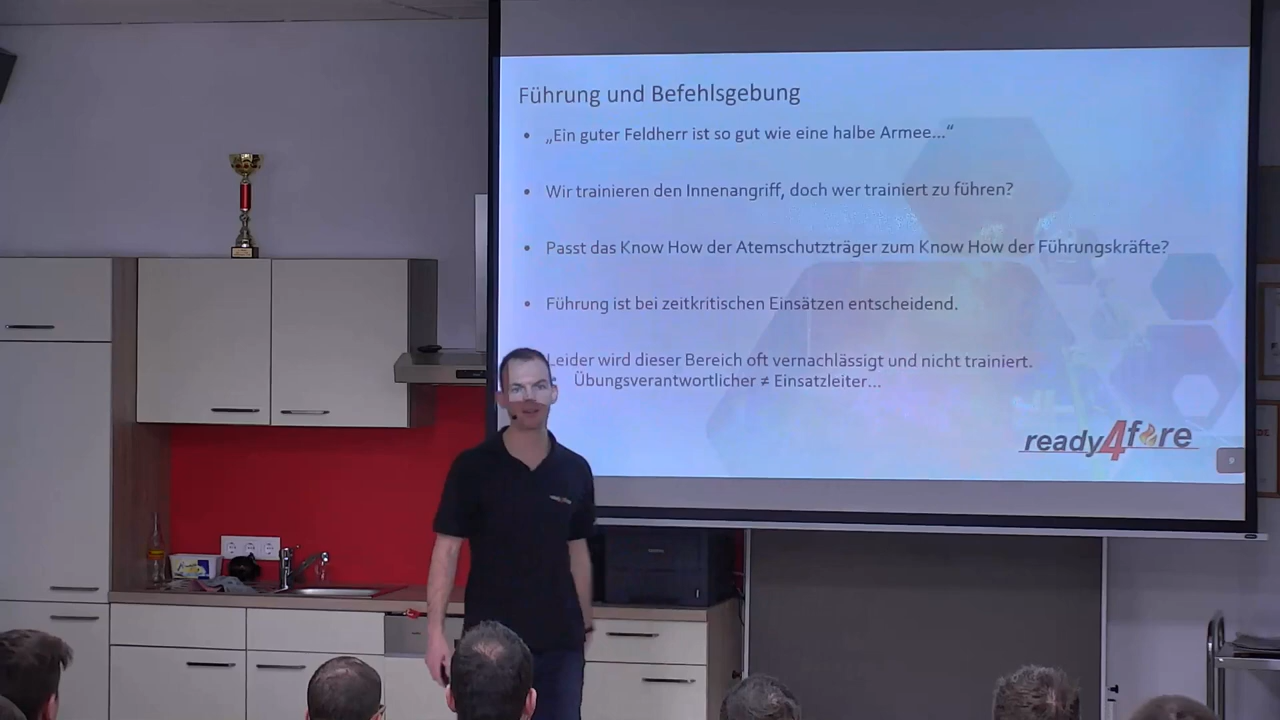 Führung und Befehlsgebung
• „Ein guter Feldherr ist so gut wie eine halbe Armee…“
• Wir trainieren den Innenangriff, doch wer trainiert zu führen?
• Passt das Know How der Atemschutzträger zum Know How der Führungskräfte?
• Führung ist bei zeitkritischen Einsätzen entscheidend.
Leider wird dieser Bereich oft vernachlässigt und nicht trainiert.
Übungsverantwortlicher ≠ Einsatzleiter…
ready4fire
9